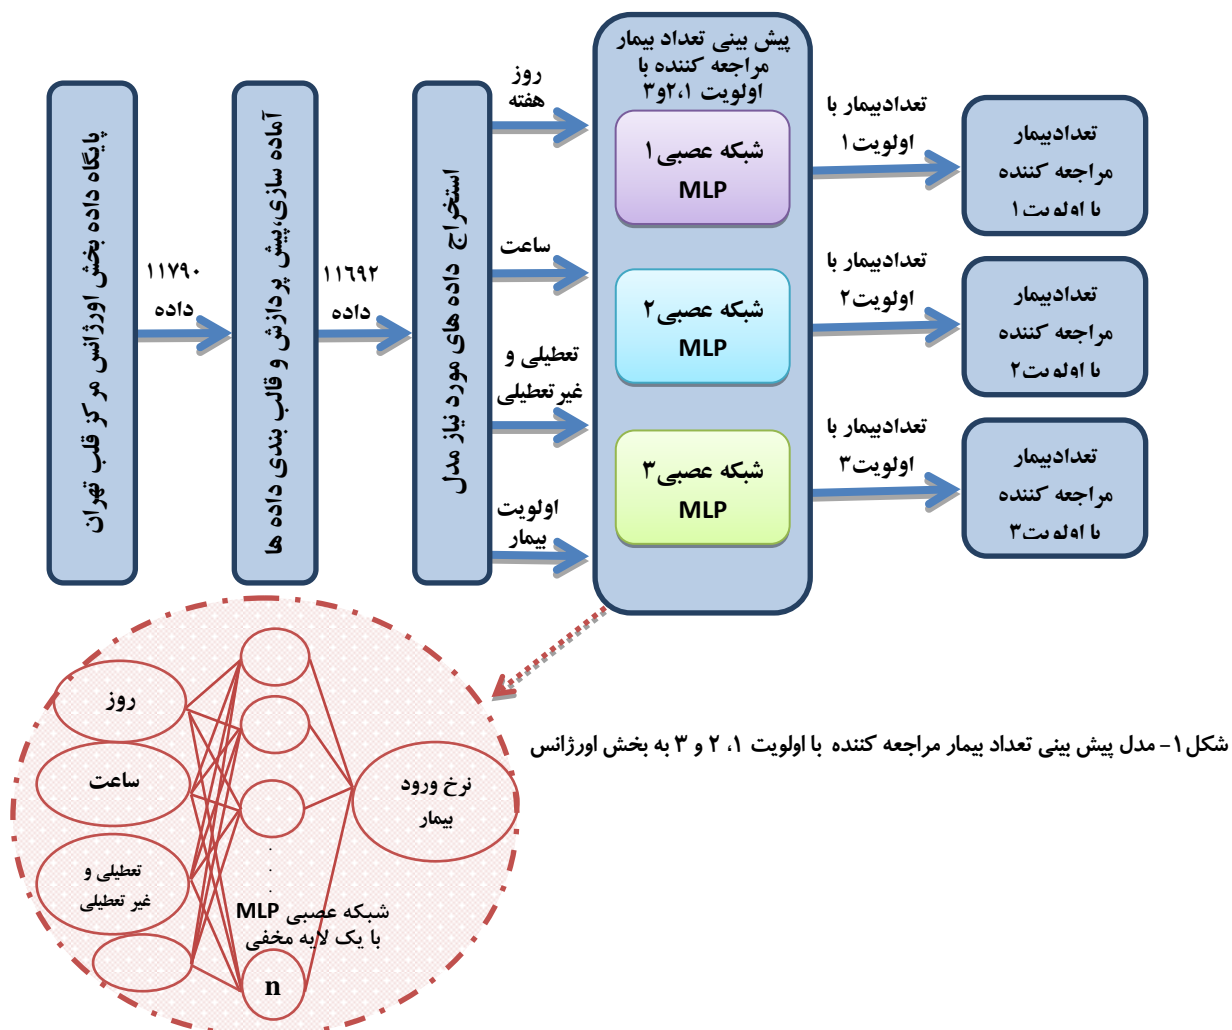 پایگاه داده بخش اورژانس مرکز قلب تهران
۱۱۷۹۰
داده
آماده سازی،پیش پردازش و قالب بندی داده ها
۱۱۶۹۲
داده
استخراج داده های مورد نیاز مدل
روز
هفته
ساعت
تعطیلی و
غیرتعطیلی
اولویت
بیمار
پیش بینی تعداد بیمار
مراجعه کننده با
اولویت ۲،۱و۳
شبکه عصبی۱
MLP
شبکه عصبی۲
MLP
شبکه عصبی۳
MLP
تعدادبیمار با
اولویت۱
تعدادبیمار با
اولویت۲
تعدادبیمار با
اولویت۳
تعدادبیمار
مراجعه کننده
با اولویت۱
تعدادبیمار
مراجعه کننده
با اولویت۲
تعدادبیمار
مراجعه کننده
با اولویت۳
روز
ساعت
تعطیلی و
غیر تعطیلی
.
.
.
شبکه عصبی MLP
با یک لایه مخفی
n
نرخ ورود
بیمار
شکل۱- مدل پیش بینی تعداد بیمار مراجعه کننده با اولویت ۱، ۲ و ۳ به بخش اورژانس